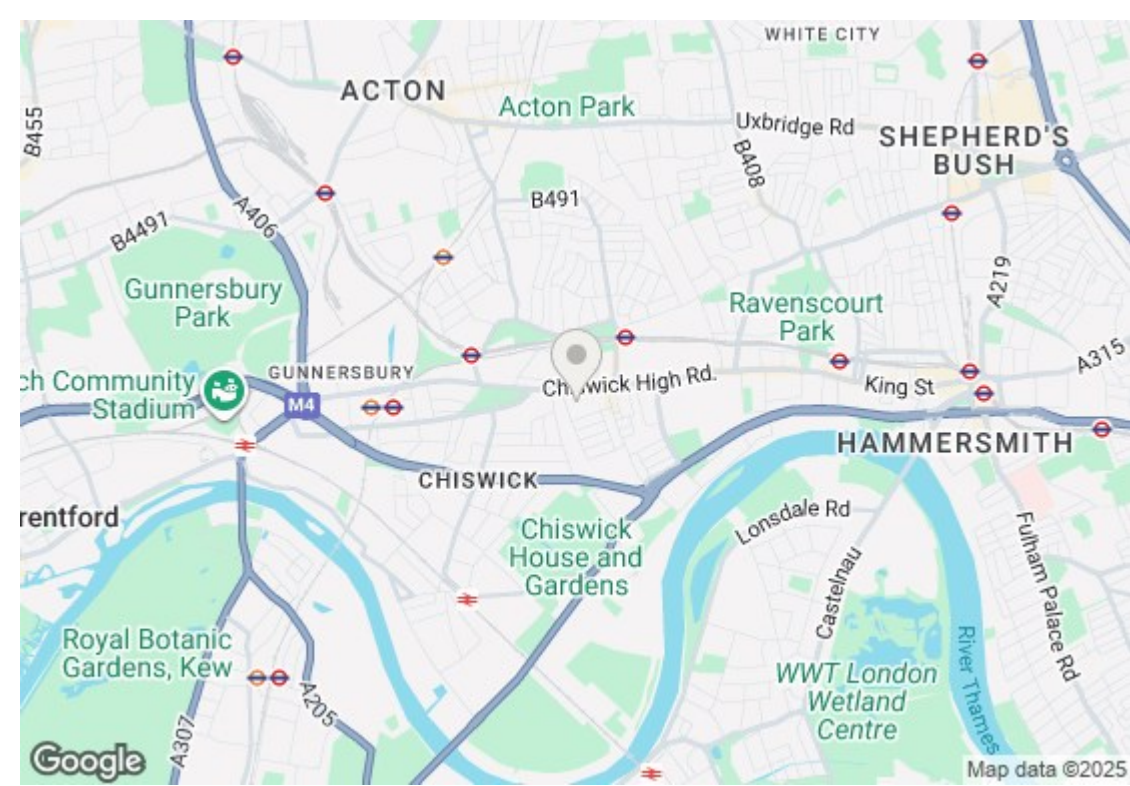 WHITE CITY
ACTON
Acton Park
Uxbridge Rd
SHEPHERD'S
BUSH
B455
B408
B491
B4491
A406
A219
Gunnersbury
Park
Ravenscourt
Park
A315
GUNNERSBURY
ch Community
Stadium
M4
Chiswick High Rd.
King St
HAMMERSMITH
CHISWICK
rentford
Chiswick
House and
Gardens
Lonsdale Rd
Castelnau
Fulham Palace Rd
Royal Botanic
Gardens, Kew
WWT London
Wetland
Centre
River Thames
A205
A307
Google
Map data ©2025